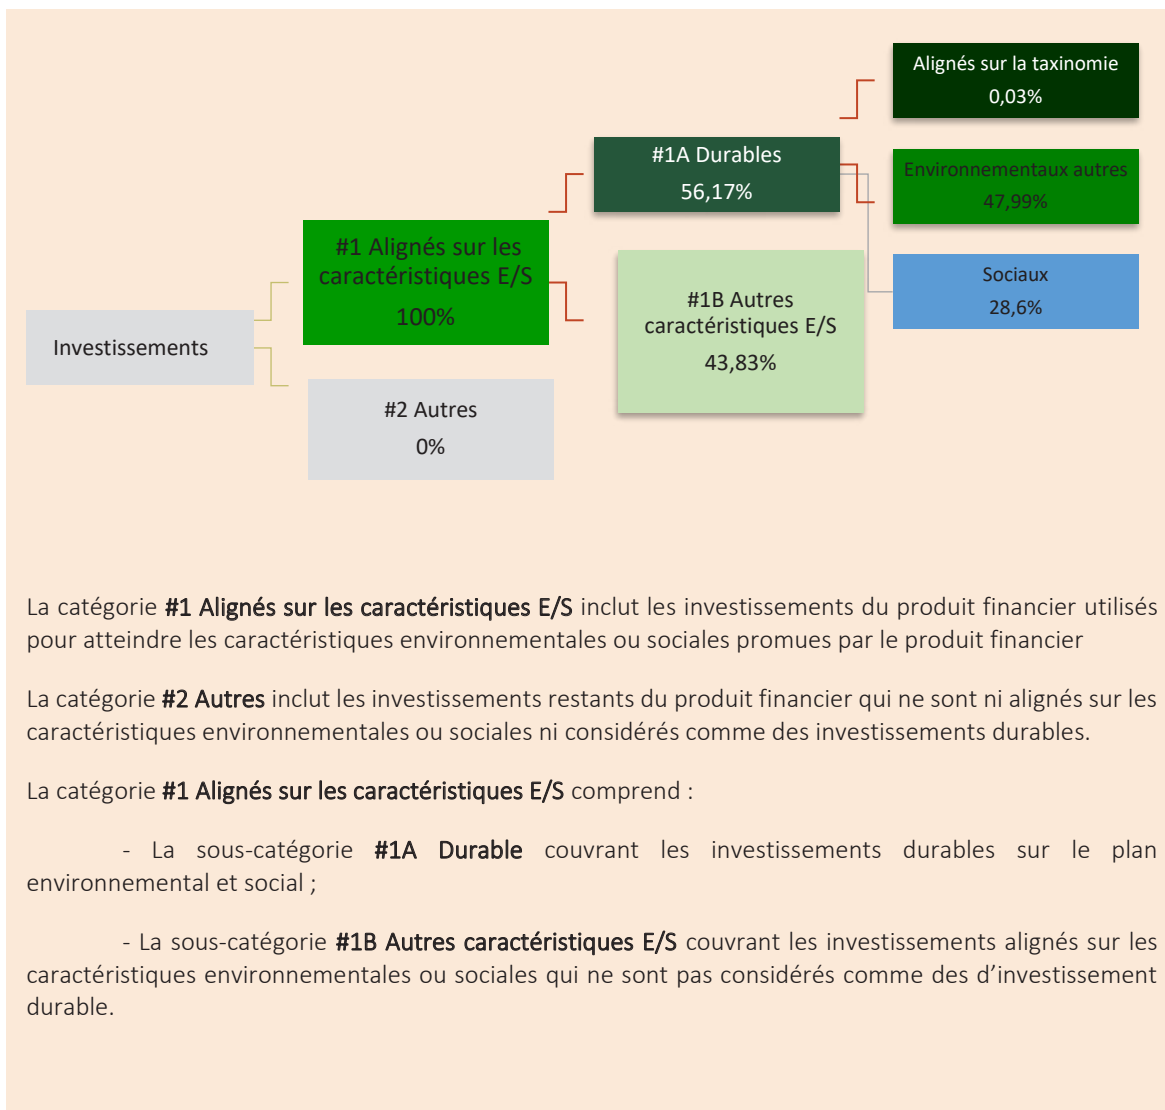 Alignés sur la taxinomie
0,03%
#1A Durables
56,17%
Environnementaux autres
47,99%
#1 Alignés sur les
caractéristiques E/S
100%
#1B Autres
caractéristiques E/S
43,83%
Sociaux
28,6%
Investissements
#2 Autres
0%
La catégorie #1 Alignés sur les caractéristiques E/S inclut les investissements du produit financier utilisés
pour atteindre les caractéristiques environnementales ou sociales promues par le produit financier
La catégorie #2 Autres inclut les investissements restants du produit financier qui ne sont ni alignés sur les
caractéristiques environnementales ou sociales ni considérés comme des investissements durables.
La catégorie #1 Alignés sur les caractéristiques E/S comprend :
- La sous-catégorie #1A Durable couvrant les investissements durables sur le plan
environnemental et social ;
- La sous-catégorie #1B Autres caractéristiques E/S couvrant les investissements alignés sur les
caractéristiques environnementales ou sociales qui ne sont pas considérés comme des d’investissement
durable.